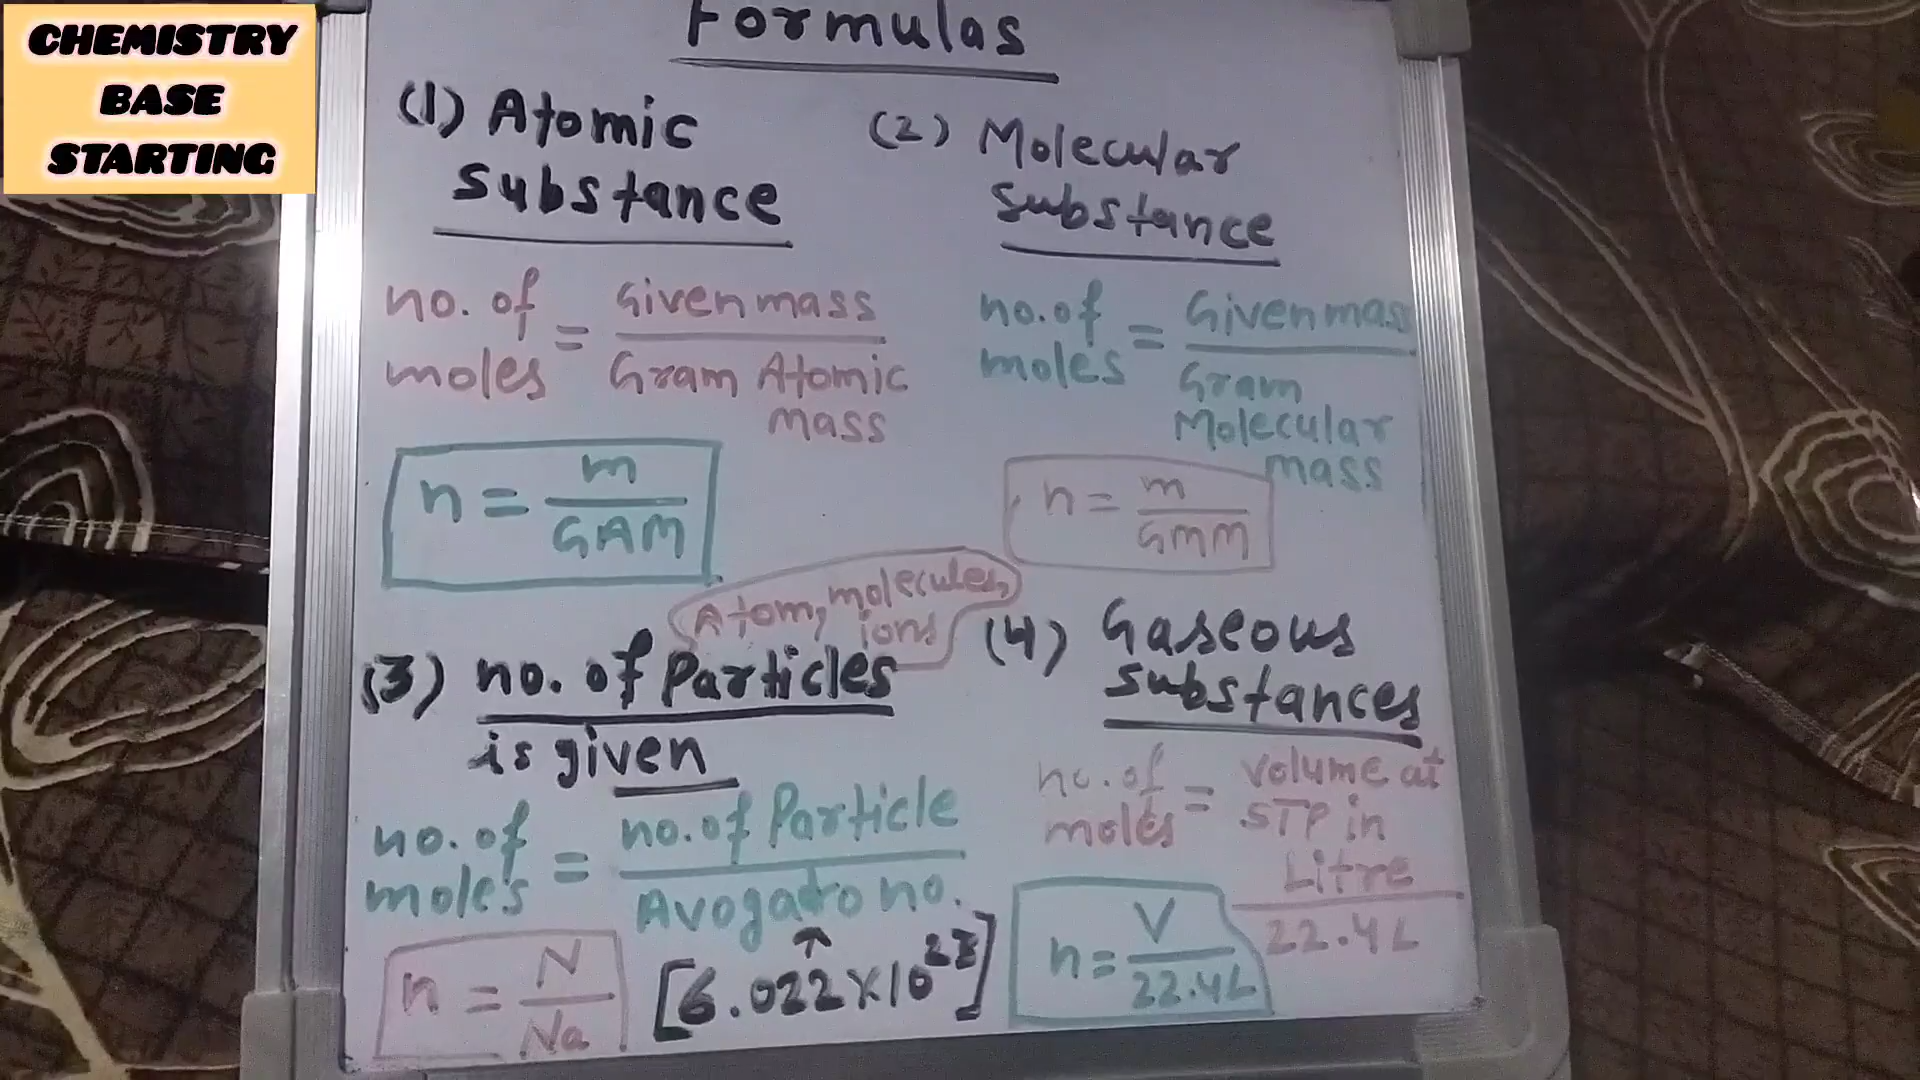 CHEMISTRY
BASE
STARTING
Formulas
(1) Atomic
Substance
no. of
moles
=
Given mass
Gram Atomic
mass
n = m
GAM
(2) Molecular
Substance
no. of
moles
=
Given mass
Gram
Molecular
mass
n = m
GMM
Atom, molecules,
ions
(3) no. of Particles
is given
no. of
moles
=
no. of Particle
Avogadro no.
↑
[6.022×10²³]
n = N
Na
(4) Gaseous
Substances
no. of
moles
=
Volume at
STP in
Litre
22.4L
n = V
22.4L